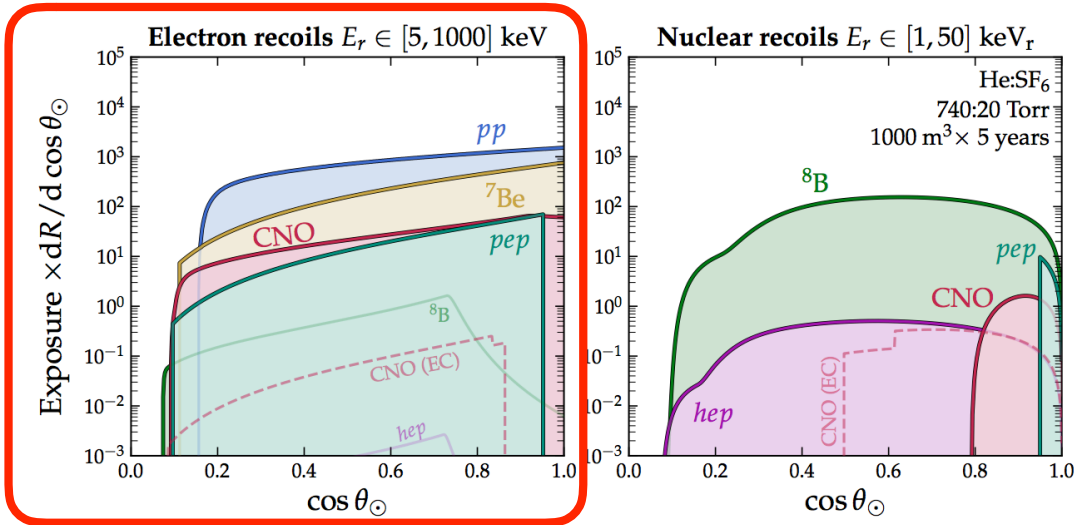 Electron recoils E_r ∈ [5, 1000] keV
Exposure × dR / d cos θ_⊙
10^5
10^4
10^3
10^2
10^1
10^0
10^−1
10^−2
10^−3
pp
^7Be
CNO
pep
^8B
CNO (EC)
hep
0.0 0.2 0.4 0.6 0.8 1.0
cos θ_⊙
Nuclear recoils E_r ∈ [1, 50] keV_r
He:SF_6
740:20 Torr
1000 m^3 × 5 years
10^5
10^4
10^3
10^2
10^1
10^0
10^−1
10^−2
10^−3
^8B
pep
CNO
CNO (EC)
hep
0.0 0.2 0.4 0.6 0.8 1.0
cos θ_⊙